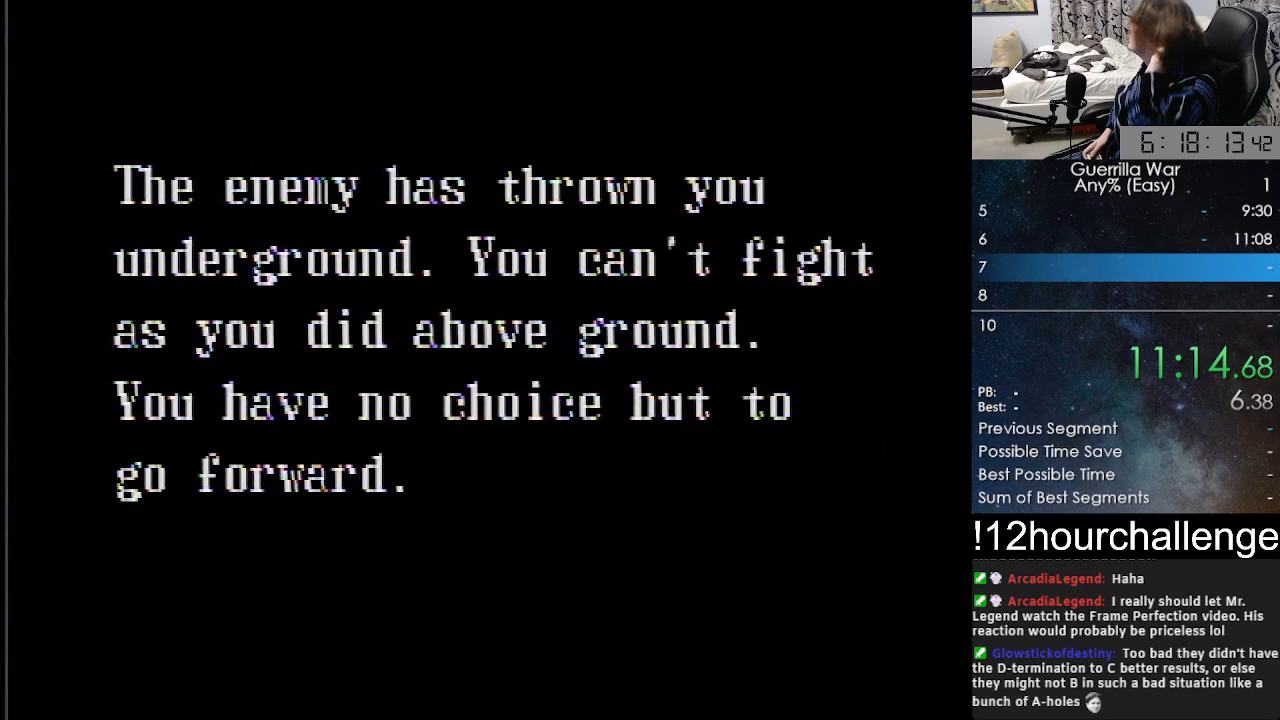 The enemy has thrown you
underground. You can't fight
as you did above ground.
You have no choice but to
go forward.
6:18:13 42
Guerrilla War
Any% (Easy) 1
5 - 9:30
6 - 11:08
7 -
8 -
10 -
11:14.68
PB: -
Best: -
6.38
Previous Segment -
Possible Time Save -
Best Possible Time -
Sum of Best Segments -
!12hourchallenge
ArcadiaLegend: Haha
ArcadiaLegend: I really should let Mr.
Legend watch the Frame Perfection video. His
reaction would probably be priceless lol
Glowstickofdestiny: Too bad they didn't have
the D-termination to C better results, or else
they might not B in such a bad situation like a
bunch of A-holes